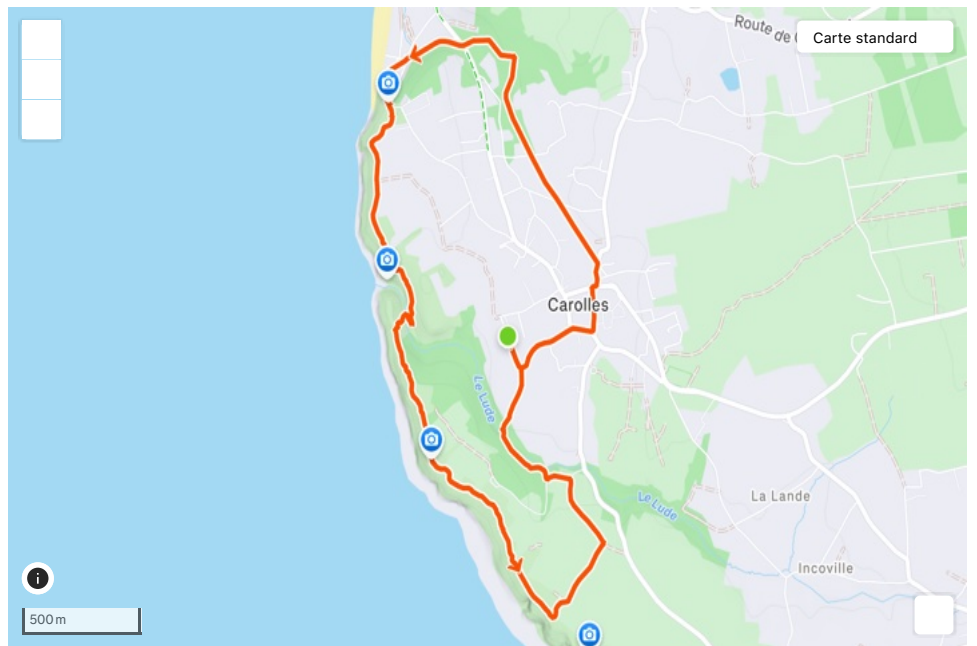 Route de
Carte standard
Carolles
Le Lude
Le Lude
La Lande
Incoville
i
500 m